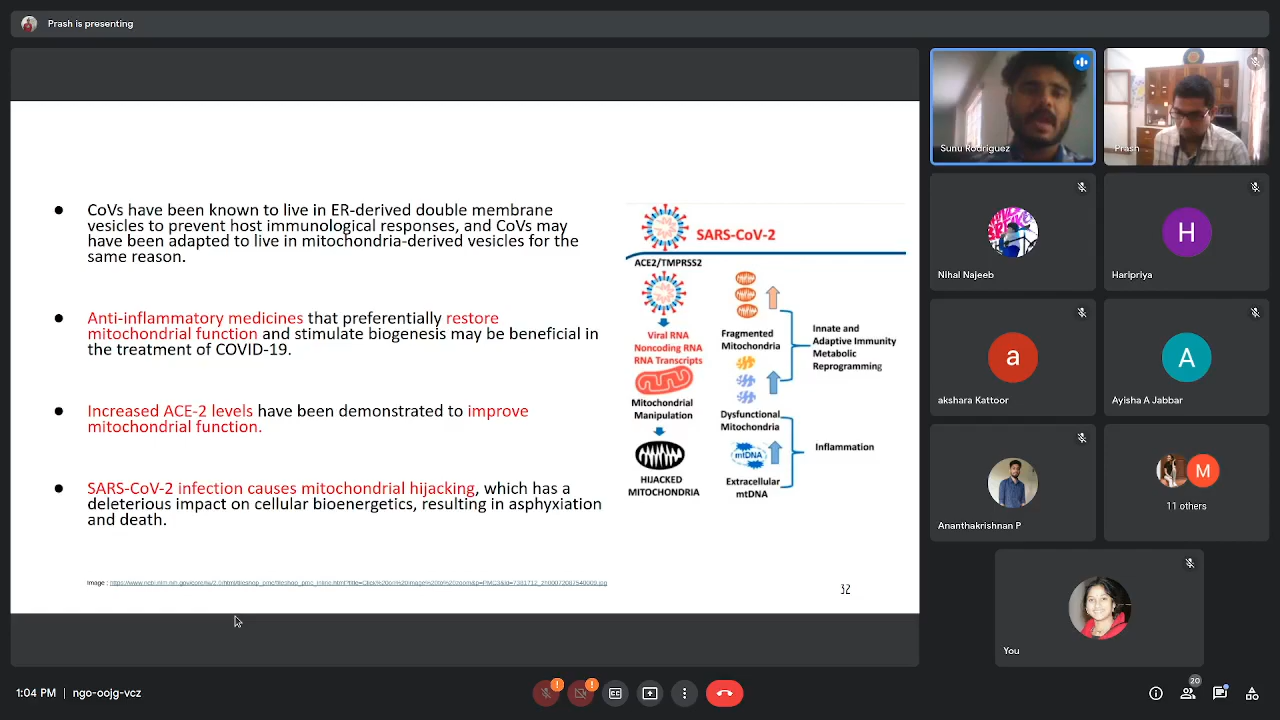 Prash is presenting
● CoVs have been known to live in ER-derived double membrane
vesicles to prevent host immunological responses, and CoVs may
have been adapted to live in mitochondria-derived vesicles for the
same reason.
● Anti-inflammatory medicines that preferentially restore
mitochondrial function and stimulate biogenesis may be beneficial in
the treatment of COVID-19.
● Increased ACE-2 levels have been demonstrated to improve
mitochondrial function.
● SARS-CoV-2 infection causes mitochondrial hijacking, which has a
deleterious impact on cellular bioenergetics, resulting in asphyxiation
and death.
Image :
32
SARS-CoV-2
ACE2/TMPRSS2
Viral RNA
Noncoding RNA
RNA Transcripts
Mitochondrial
Manipulation
HIJACKED
MITOCHONDRIA
Fragmented
Mitochondria
Dysfunctional
Mitochondria
mtDNA
Extracellular
mtDNA
Innate and
Adaptive Immunity
Metabolic
Reprogramming
Inflammation
Sunu Rodriguez
Prash
Nihal Najeeb
H
Haripriya
a
akshara Kattoor
A
Ayisha A Jabbar
Ananthakrishnan P
M
11 others
You
1:04 PM | ngo-oojg-vcz
20